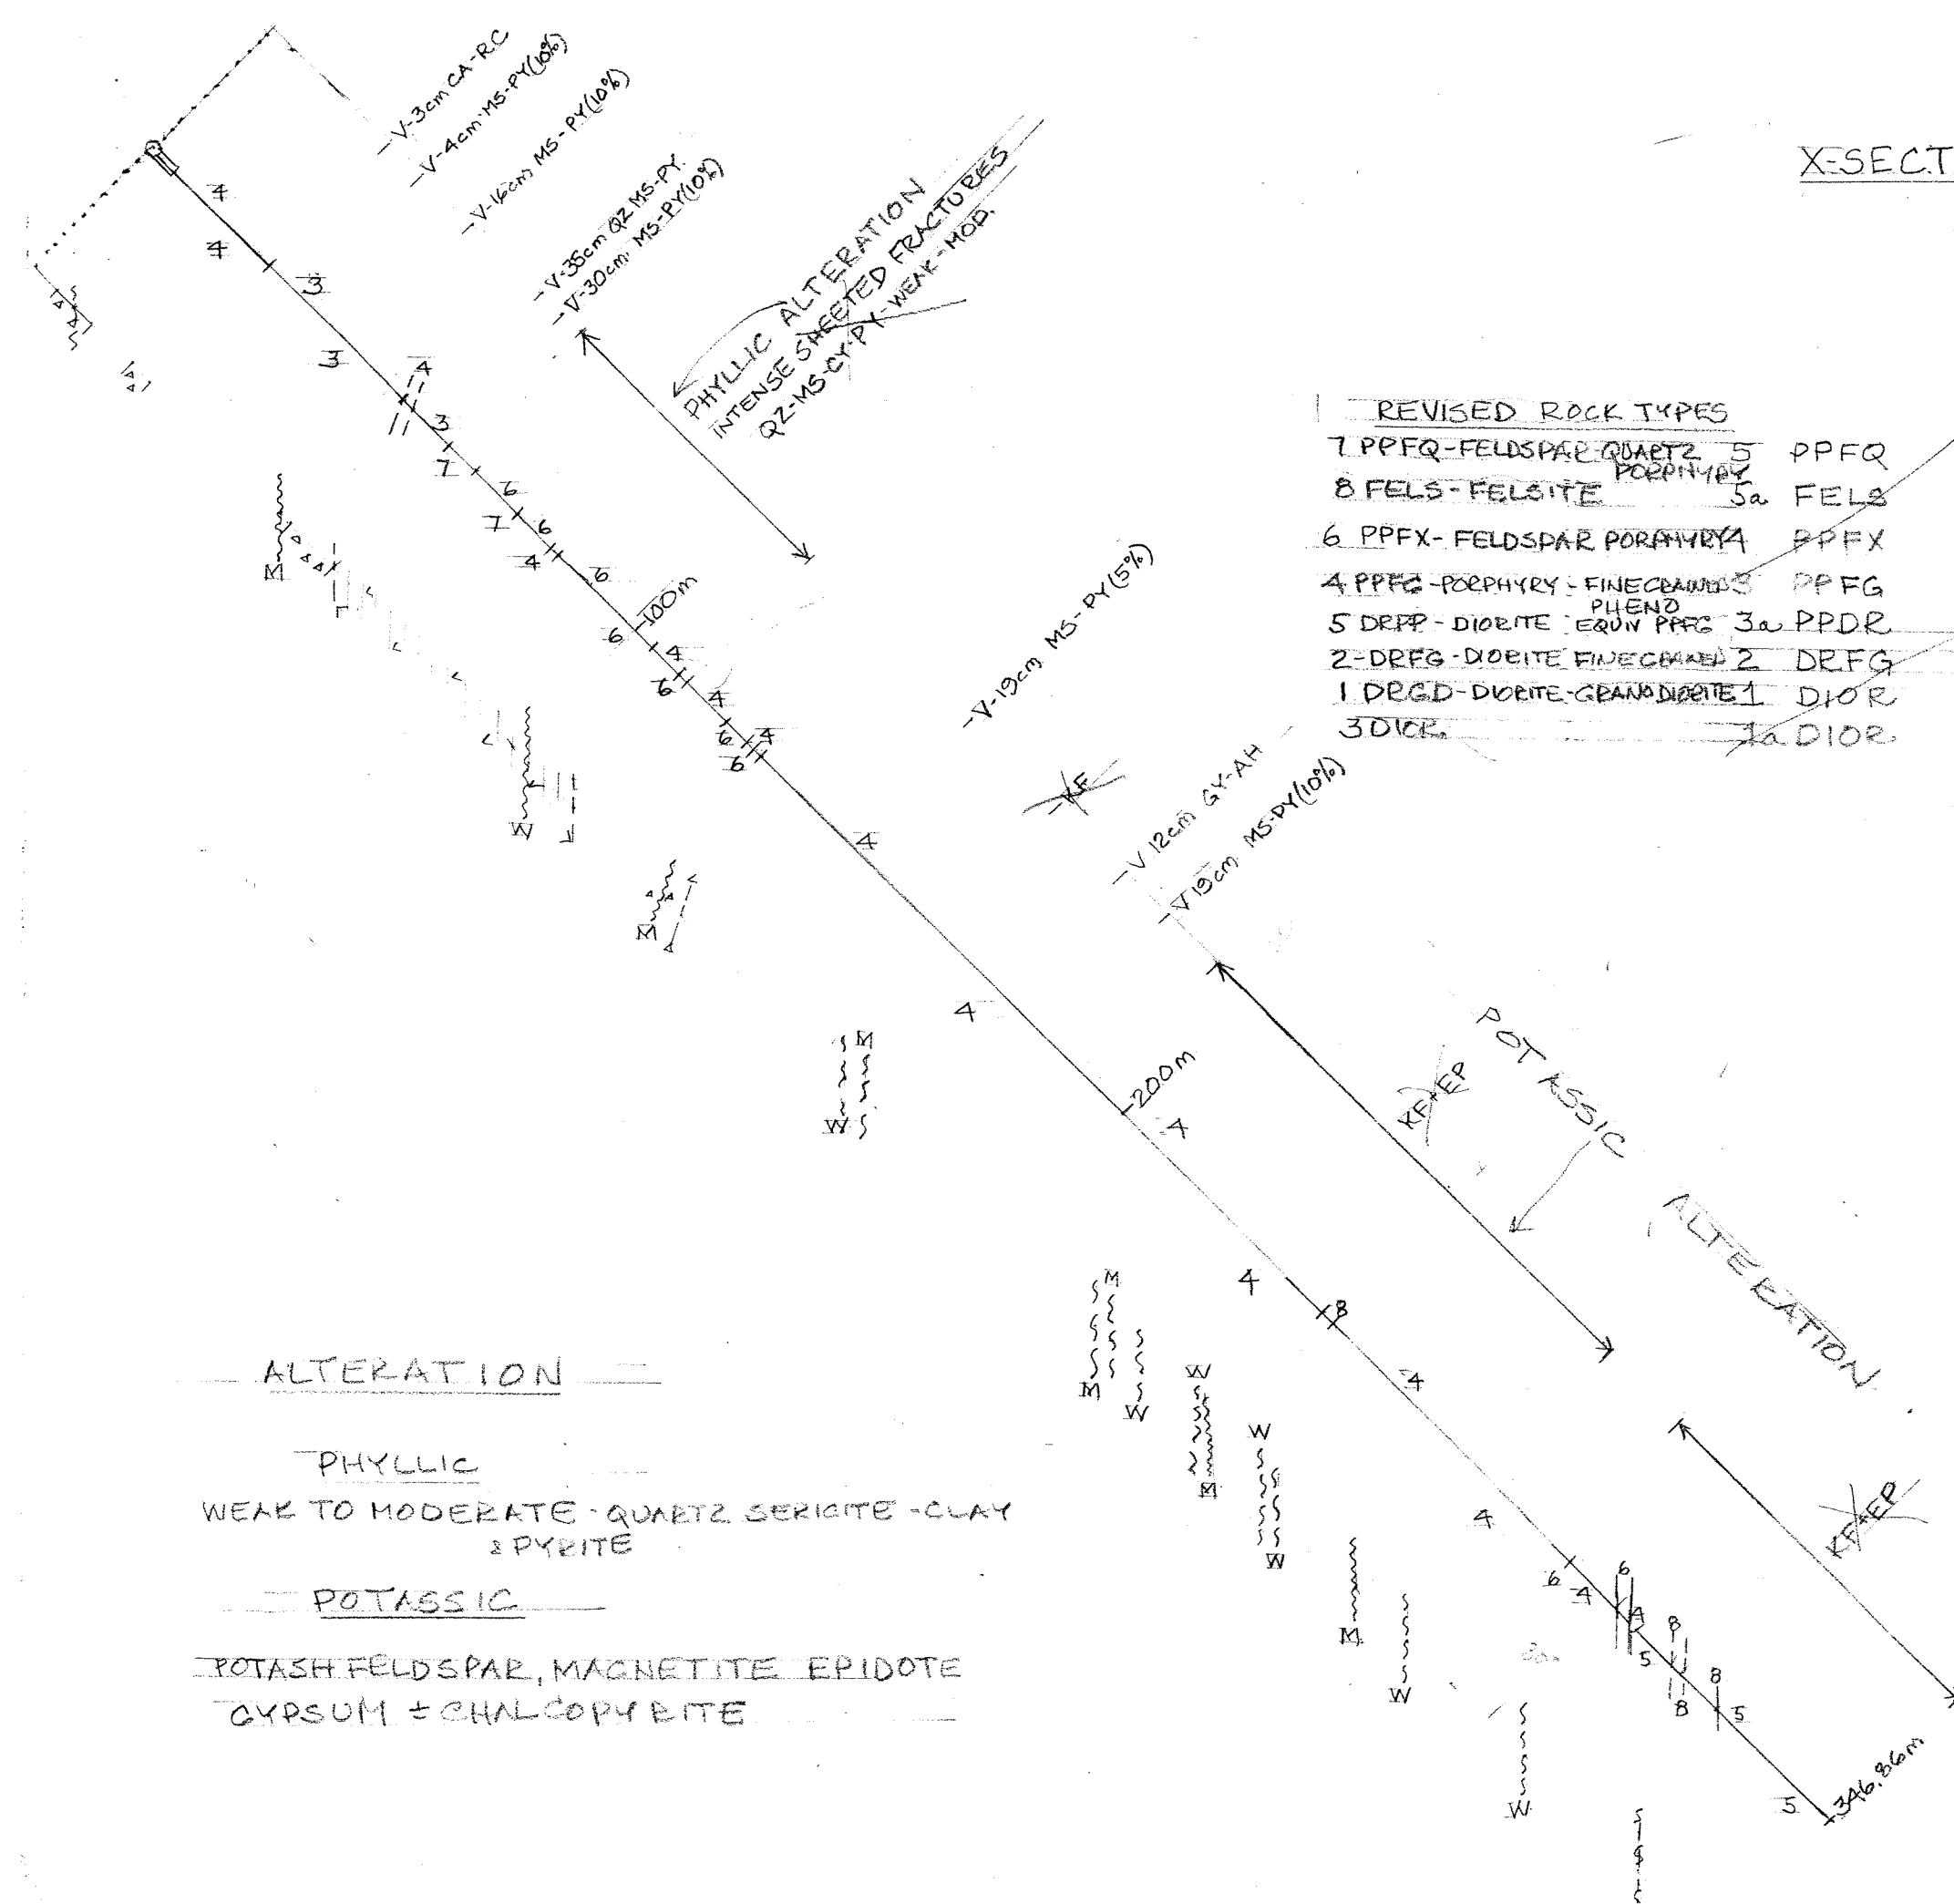 X-SECT
-V-3cm CA-RC
-V-4cm MS-PY(10%)
-V-16cm MS-PY(10%)
-V-35cm QZ MS-PY.
-V-30cm. MS-PY(10%)
PHYLLIC ALTERATION
INTENSE SHEETED FRACTURES
QZ-MS-CY-PY-WEAK-MOD.
4
4
3
3
4
3
7
6
7
6
4
6
-100m
6
4
6
4
6
4
6
-V-19cm MS-PY(5%)
-KF
-V 12cm GY-AH
-V 19cm MS-PY(10%)
REVISED ROCK TYPES
7 PPFQ-FELDSPAR-QUARTZ PORPHYRY 5 PPFQ
8 FELS-FELSITE 5a FELS
6 PPFX-FELDSPAR PORPHYRY 4 PPFX
4 PPFG-PORPHYRY-FINEGRAINED PHENO 3 PPFG
5 DRPP-DIORITE EQUIV PPFG 3a PPDR
2-DRFG-DIORITE FINEGRAINED 2 DRFG
1 DRGD-DIORITE-GRANODIORITE 1 DIOR
3 DIOR. 1a DIOR
M
W
M
4
4
M
W
-200m
4
KF+EP
POTASSIC ALTERATION
4
8
4
M
M
W
W
M
W
W
M
W
W
4
6
4
6
4
5
8
8
8
5
5
KF+EP
346.86m
ALTERATION
PHYLLIC
WEAK TO MODERATE-QUARTZ SERICITE-CLAY
& PYRITE
POTASSIC
POTASH FELDSPAR, MAGNETITE EPIDOTE
GYPSUM ± CHALCOPYRITE